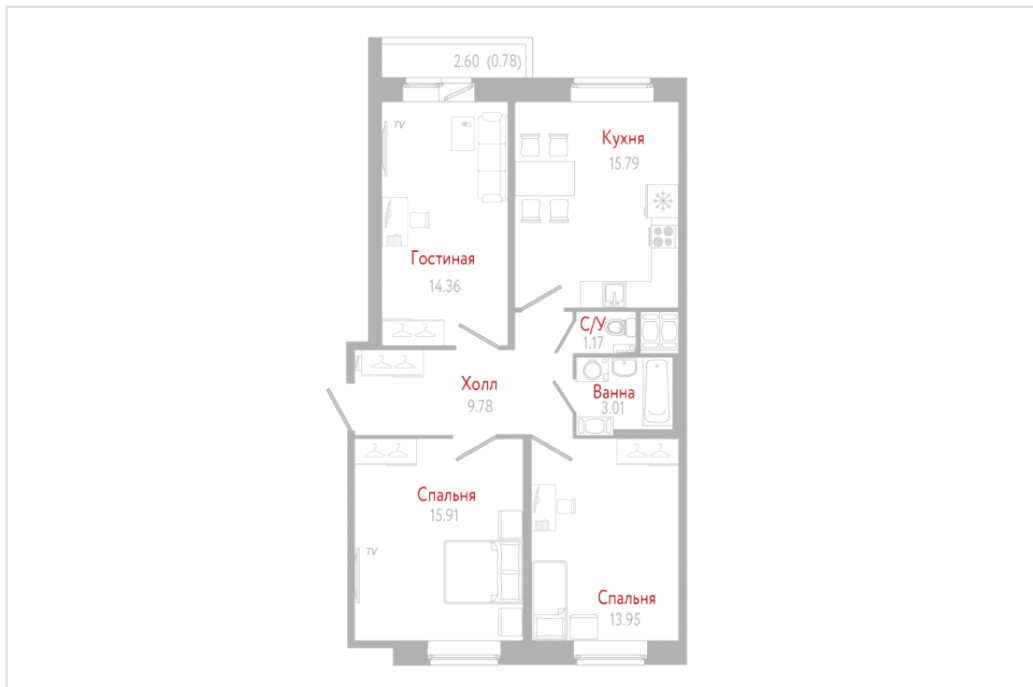 2.60 (0.78)
TV
Кухня
15.79
Гостиная
14.36
С/У
1.17
Холл
9.78
Ванна
3.01
Спальня
15.91
TV
Спальня
13.95